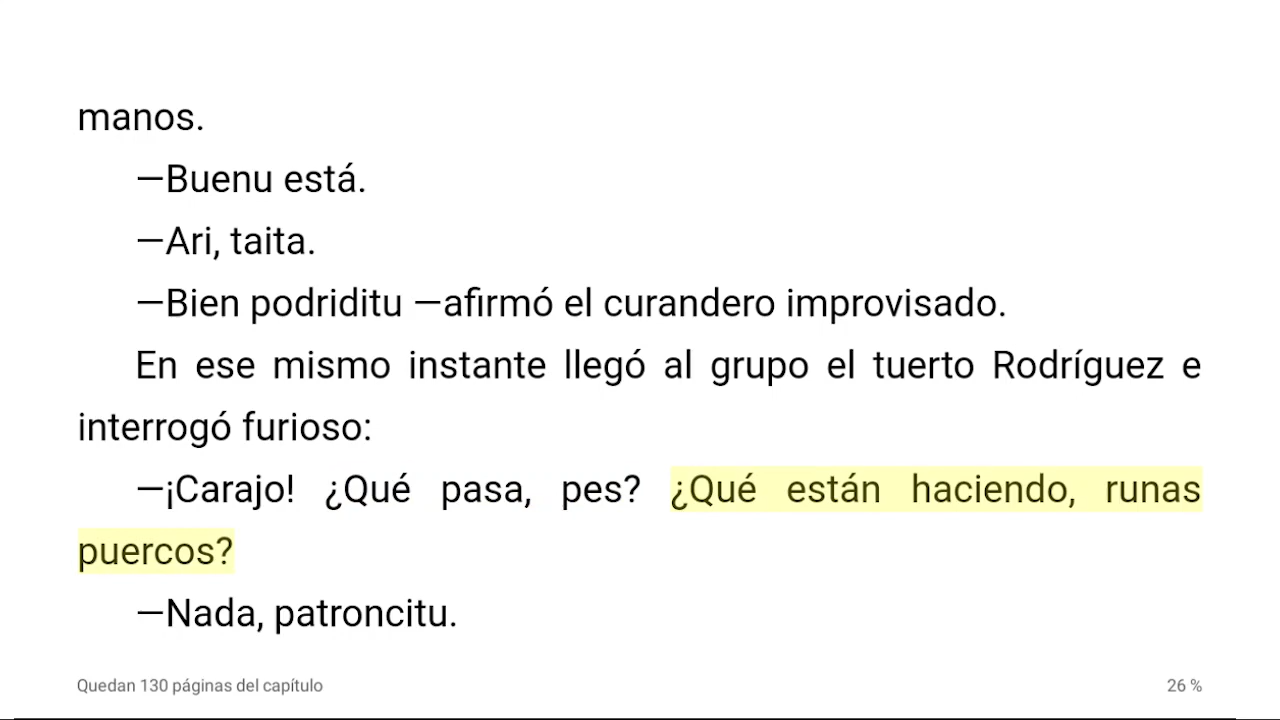 manos.
—Buenu está.
—Ari, taita.
—Bien podriditu —afirmó el curandero improvisado.
En ese mismo instante llegó al grupo el tuerto Rodríguez e
interrogó furioso:
—¡Carajo! ¿Qué pasa, pes? ¿Qué están haciendo, runas
puercos?
—Nada, patroncitu.
Quedan 130 páginas del capítulo
26 %